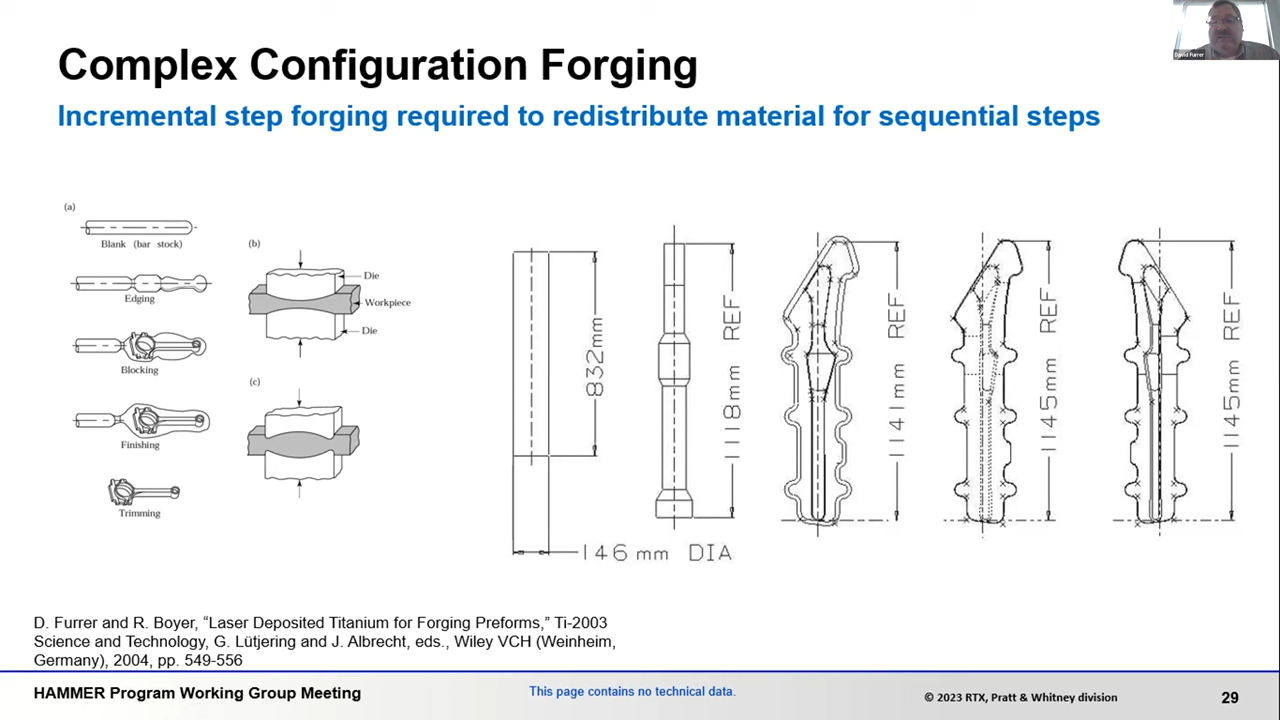 David Furrer
Complex Configuration Forging
Incremental step forging required to redistribute material for sequential steps
(a)
Blank (bar stock)
Edging
Blocking
Finishing
Trimming
(b)
Die
Workpiece
Die
(c)
832mm
146 mm DIA
1118mm REF
1141mm REF
1145mm REF
1145mm REF
D. Furrer and R. Boyer, “Laser Deposited Titanium for Forging Preforms,” Ti-2003
Science and Technology, G. Lütjering and J. Albrecht, eds., Wiley VCH (Weinheim,
Germany), 2004, pp. 549-556
HAMMER Program Working Group Meeting
This page contains no technical data.
© 2023 RTX, Pratt & Whitney division
29